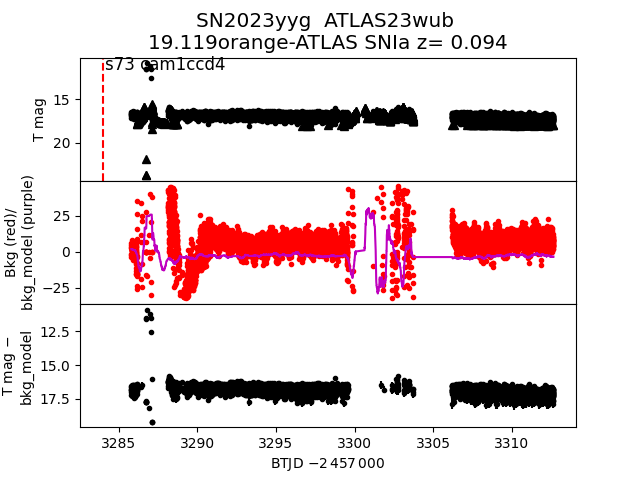 SN2023yyg  ATLAS23wub
19.119orange-ATLAS SNIa z= 0.094
s73 cam1ccd4
T mag
15
20
Bkg (red)/
bkg_model (purple)
25
0
−25
T mag −
bkg_model
12.5
15.0
17.5
3285 3290 3295 3300 3305 3310
BTJD −2 457 000